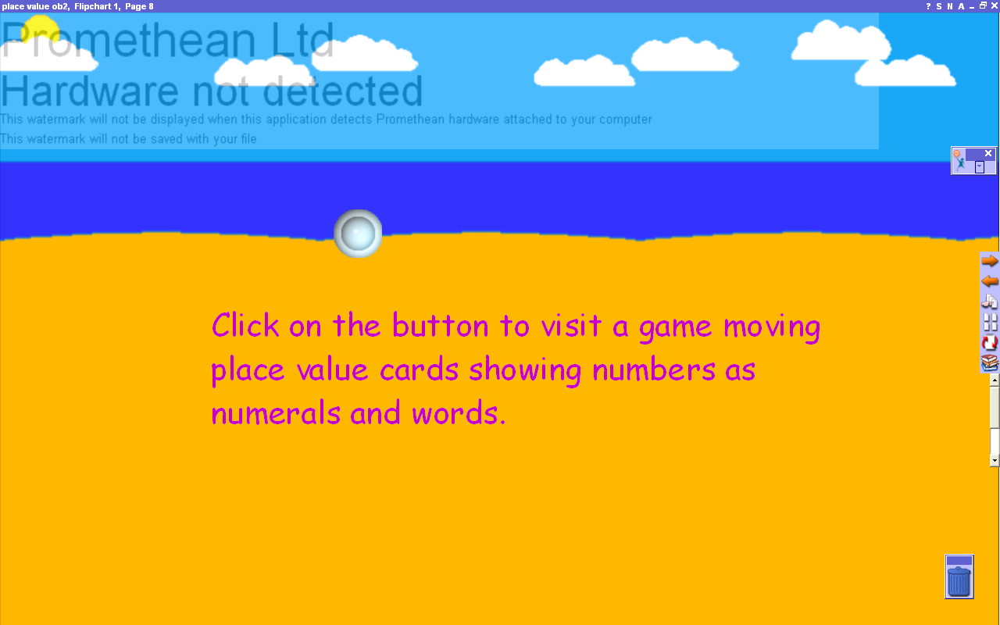 place value ob2, Flipchart 1, Page 8
? S N A
Promethean Ltd
Hardware not detected
This watermark will not be displayed when this application detects Promethean hardware attached to your computer
This watermark will not be saved with your file
Click on the button to visit a game moving
place value cards showing numbers as
numerals and words.